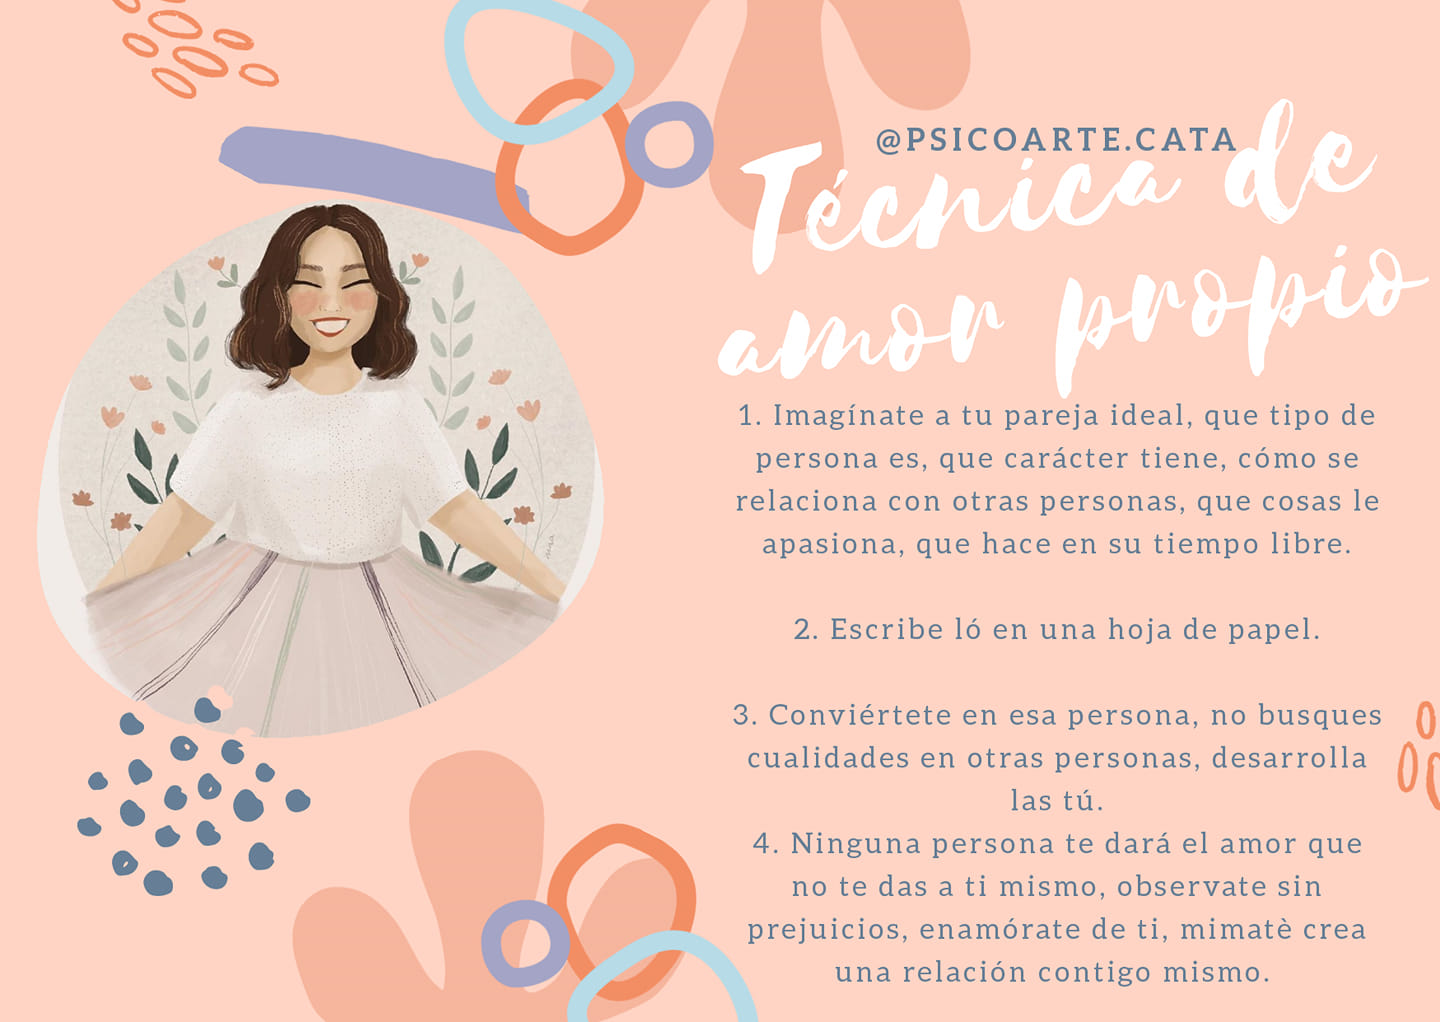 @PSICOARTE.CATA
Técnica de
amor propio
1. Imagínate a tu pareja ideal, que tipo de
persona es, que carácter tiene, cómo se
relaciona con otras personas, que cosas le
apasiona, que hace en su tiempo libre.
2. Escribe ló en una hoja de papel.
3. Conviértete en esa persona, no busques
cualidades en otras personas, desarrolla
las tú.
4. Ninguna persona te dará el amor que
no te das a ti mismo, observate sin
prejuicios, enamórate de ti, mimatè crea
una relación contigo mismo.